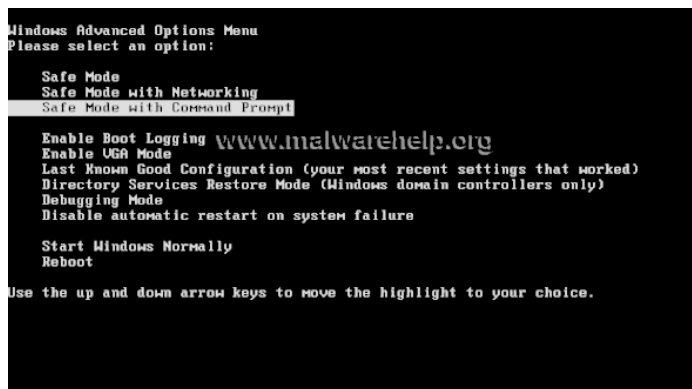 Windows Advanced Options Menu
Please select an option:
Safe Mode
Safe Mode with Networking
Safe Mode with Command Prompt
Enable Boot Logging
www.malwarehelp.org
Enable VGA Mode
Last Known Good Configuration (your most recent settings that worked)
Directory Services Restore Mode (Windows domain controllers only)
Debugging Mode
Disable automatic restart on system failure
Start Windows Normally
Reboot
Use the up and down arrow keys to move the highlight to your choice.